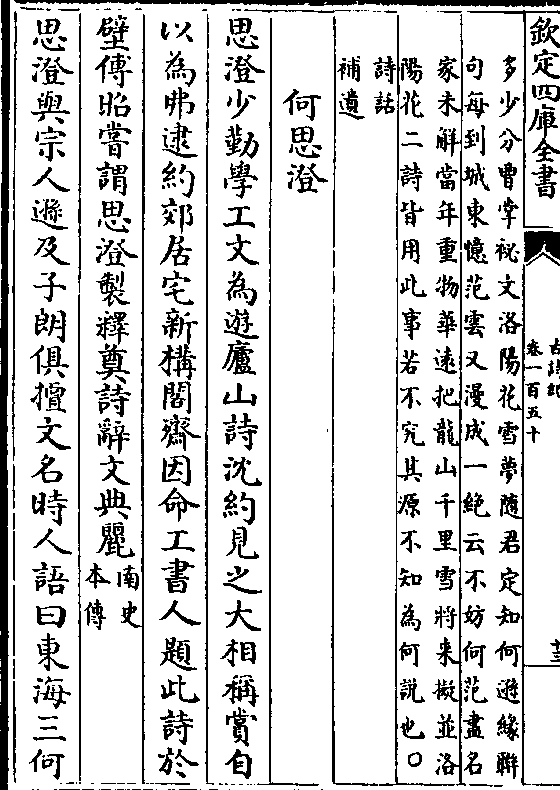 欽定四庫全書
古詩紀
卷一百五十
十三
多少分曹掌祕文洛陽花雪夢隨君定知何遜緣聯
句每到城東憶范雲又漫成一絶云不妨何范盡名
家未解當年重物華逺把龍山千里雪將来擬並洛
陽花二詩皆用此事若不究其源不知為何説也〇
詩話
補遺
何思澄
思澄少勤學工文為遊廬山詩沈約見之大相稱賞自
以為弗逮約郊居宅新構閣齋因命工書人題此詩於
壁傅昭嘗謂思澄製釋奠詩辭文典麗南史
本傳
思澄與宗人遜及子朗俱擅文名時人語曰東海三何